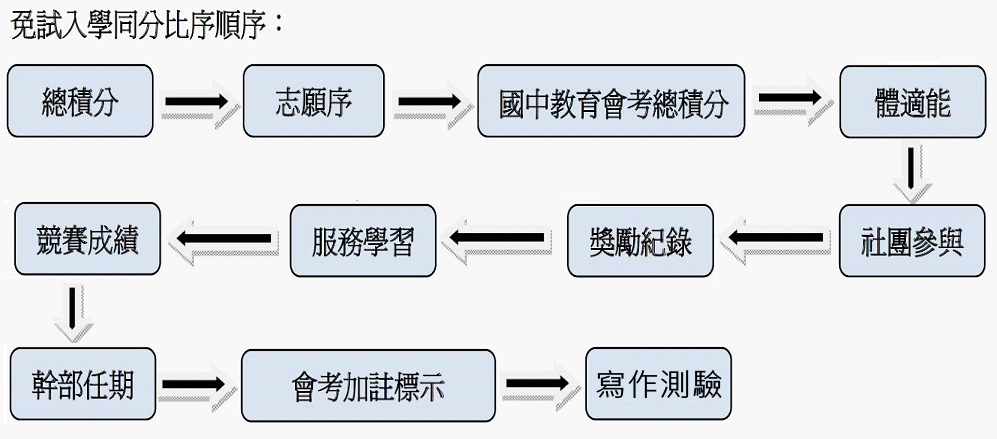 免試入學同分比序順序：
總積分
志願序
國中教育會考總積分
體適能
社團參與
獎勵紀錄
服務學習
競賽成績
幹部任期
會考加註標示
寫作測驗